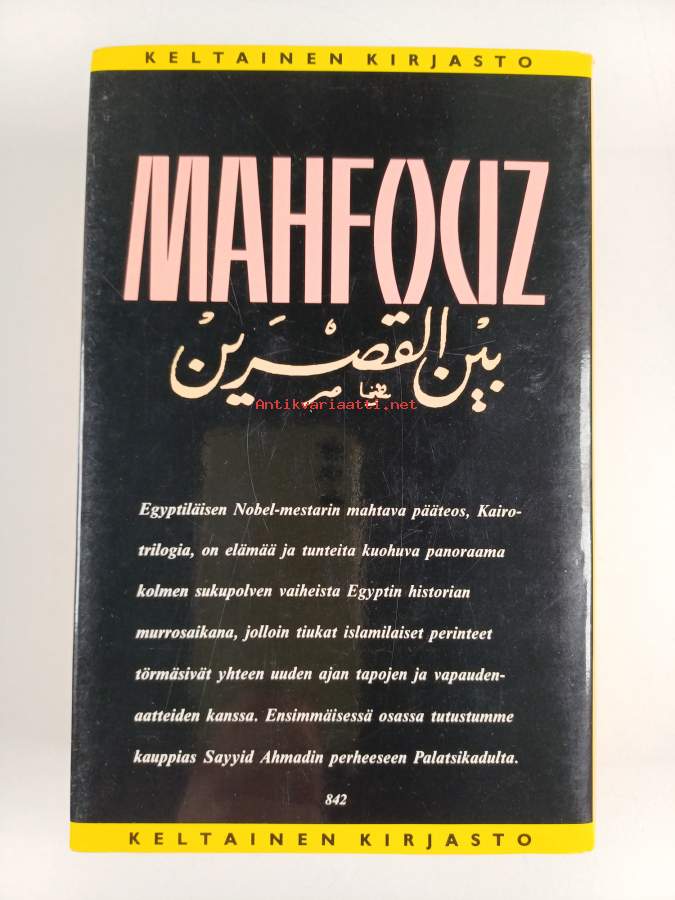 KELTAINEN KIRJASTO
MAHFOUZ
بَيْن القصْرَين
Antikvariaatti.net
Egyptiläisen Nobel-mestarin mahtava pääteos, Kairo-
trilogia, on elämää ja tunteita kuohuva panoraama
kolmen sukupolven vaiheista Egyptin historian
murrosaikana, jolloin tiukat islamilaiset perinteet
törmäsivät yhteen uuden ajan tapojen ja vapauden-
aatteiden kanssa. Ensimmäisessä osassa tutustumme
kauppias Sayyid Ahmadin perheeseen Palatsikadulta.
842
KELTAINEN KIRJASTO